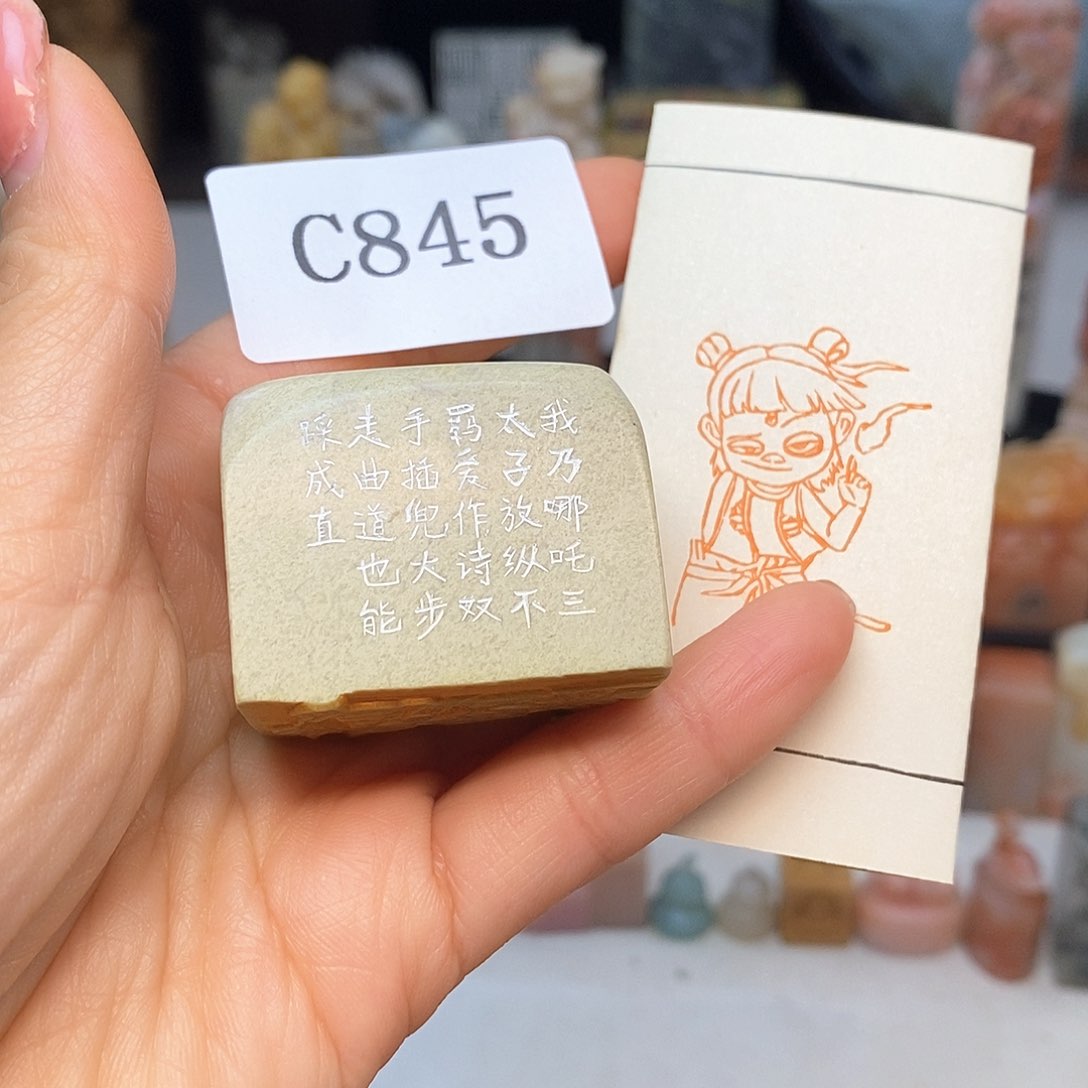 C845
我乃哪吒三
太子放纵不
羁爱作诗双
手插兜大步
走曲道也能
踩成直